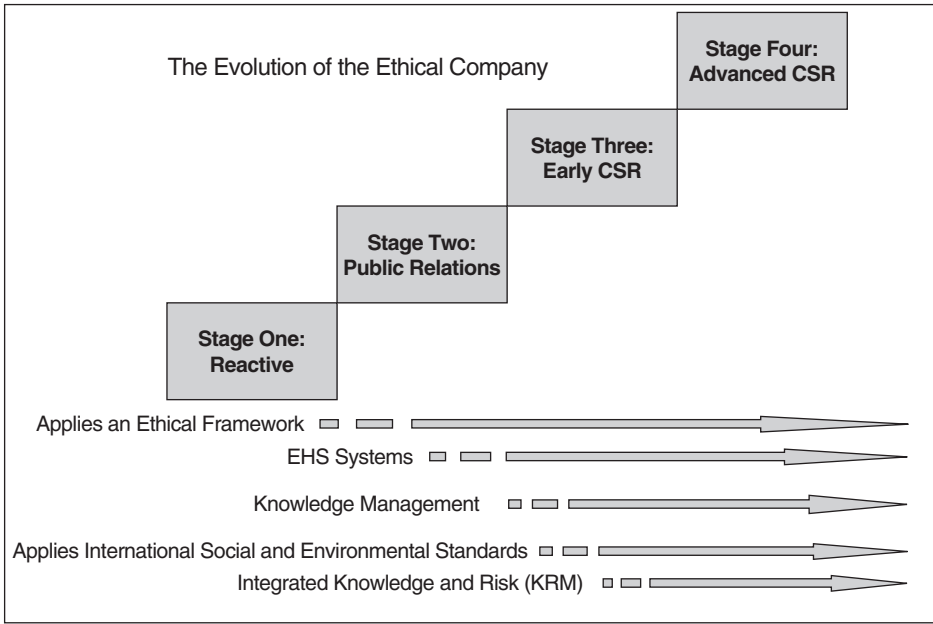 The Evolution of the Ethical Company
Stage Four:
Advanced CSR
Stage Three:
Early CSR
Stage Two:
Public Relations
Stage One:
Reactive
Applies an Ethical Framework
EHS Systems
Knowledge Management
Applies International Social and Environmental Standards
Integrated Knowledge and Risk (KRM)